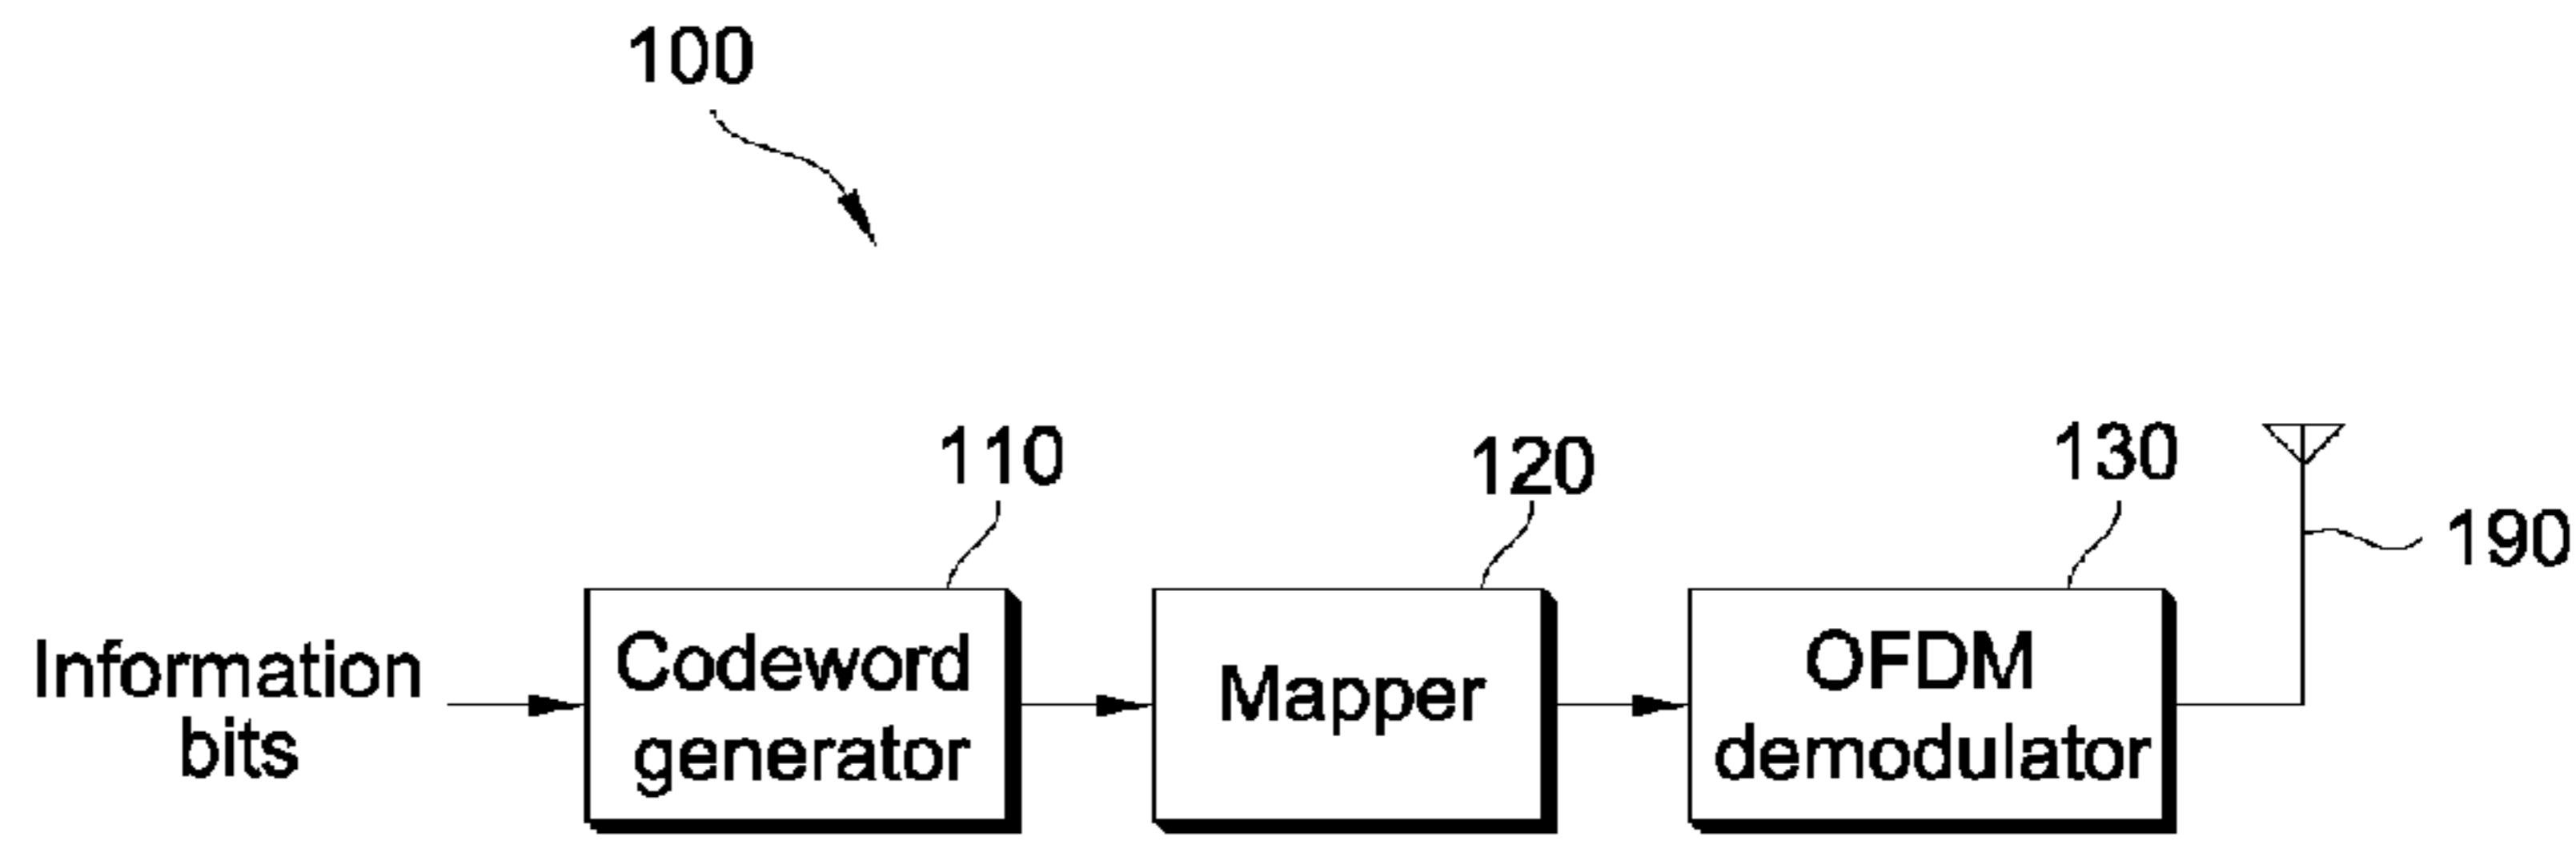 100
110
120
130
190
Information
bits
Codeword
generator
Mapper
OFDM
demodulator